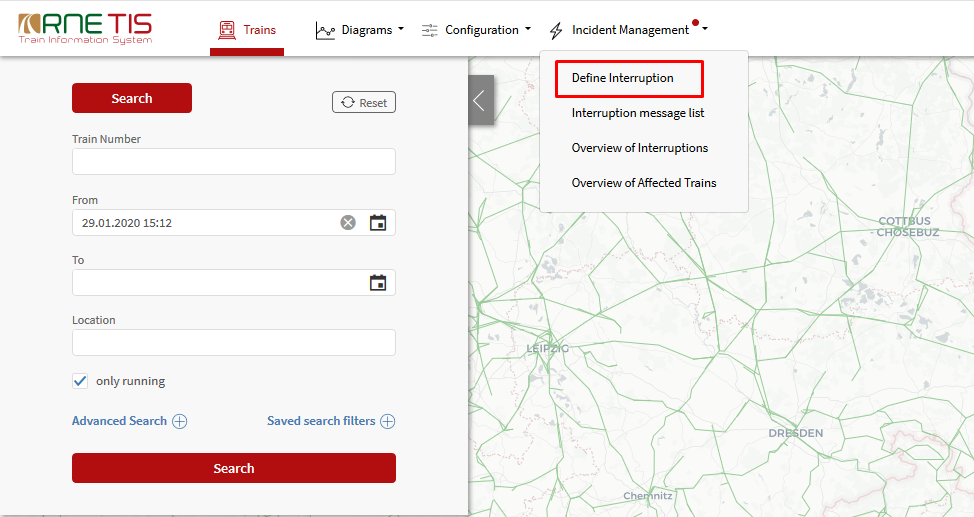 RNE TIS
Train Information System
Trains
Diagrams
Configuration
Incident Management
Define Interruption
Interruption message list
Overview of Interruptions
Overview of Affected Trains
Search
Reset
Train Number
From
29.01.2020 15:12
To
Location
only running
Advanced Search
Saved search filters
Search
COTTBUS
- CHÓSEBUZ
LEIPZIG
DRESDEN
Chemnitz